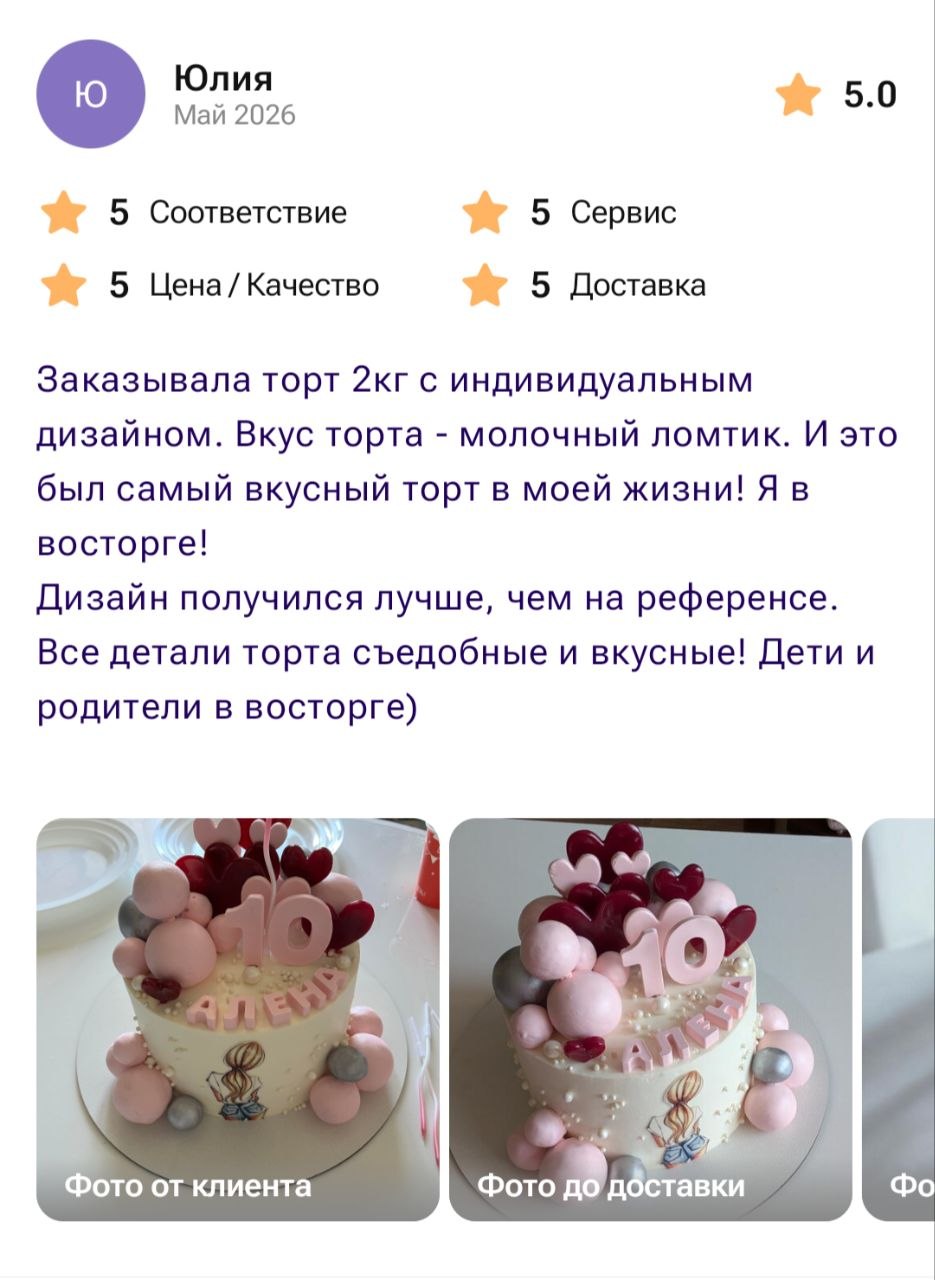 Ю
Юлия
Май 2026
5.0
5 Соответствие
5 Сервис
5 Цена / Качество
5 Доставка
Заказывала торт 2кг с индивидуальным
дизайном. Вкус торта - молочный ломтик. И это
был самый вкусный торт в моей жизни! Я в
восторге!
Дизайн получился лучше, чем на референсе.
Все детали торта съедобные и вкусные! Дети и
родители в восторге)
10
АЛЕНА
Фото от клиента
10
АЛЕНА
Фото до доставки
Фо